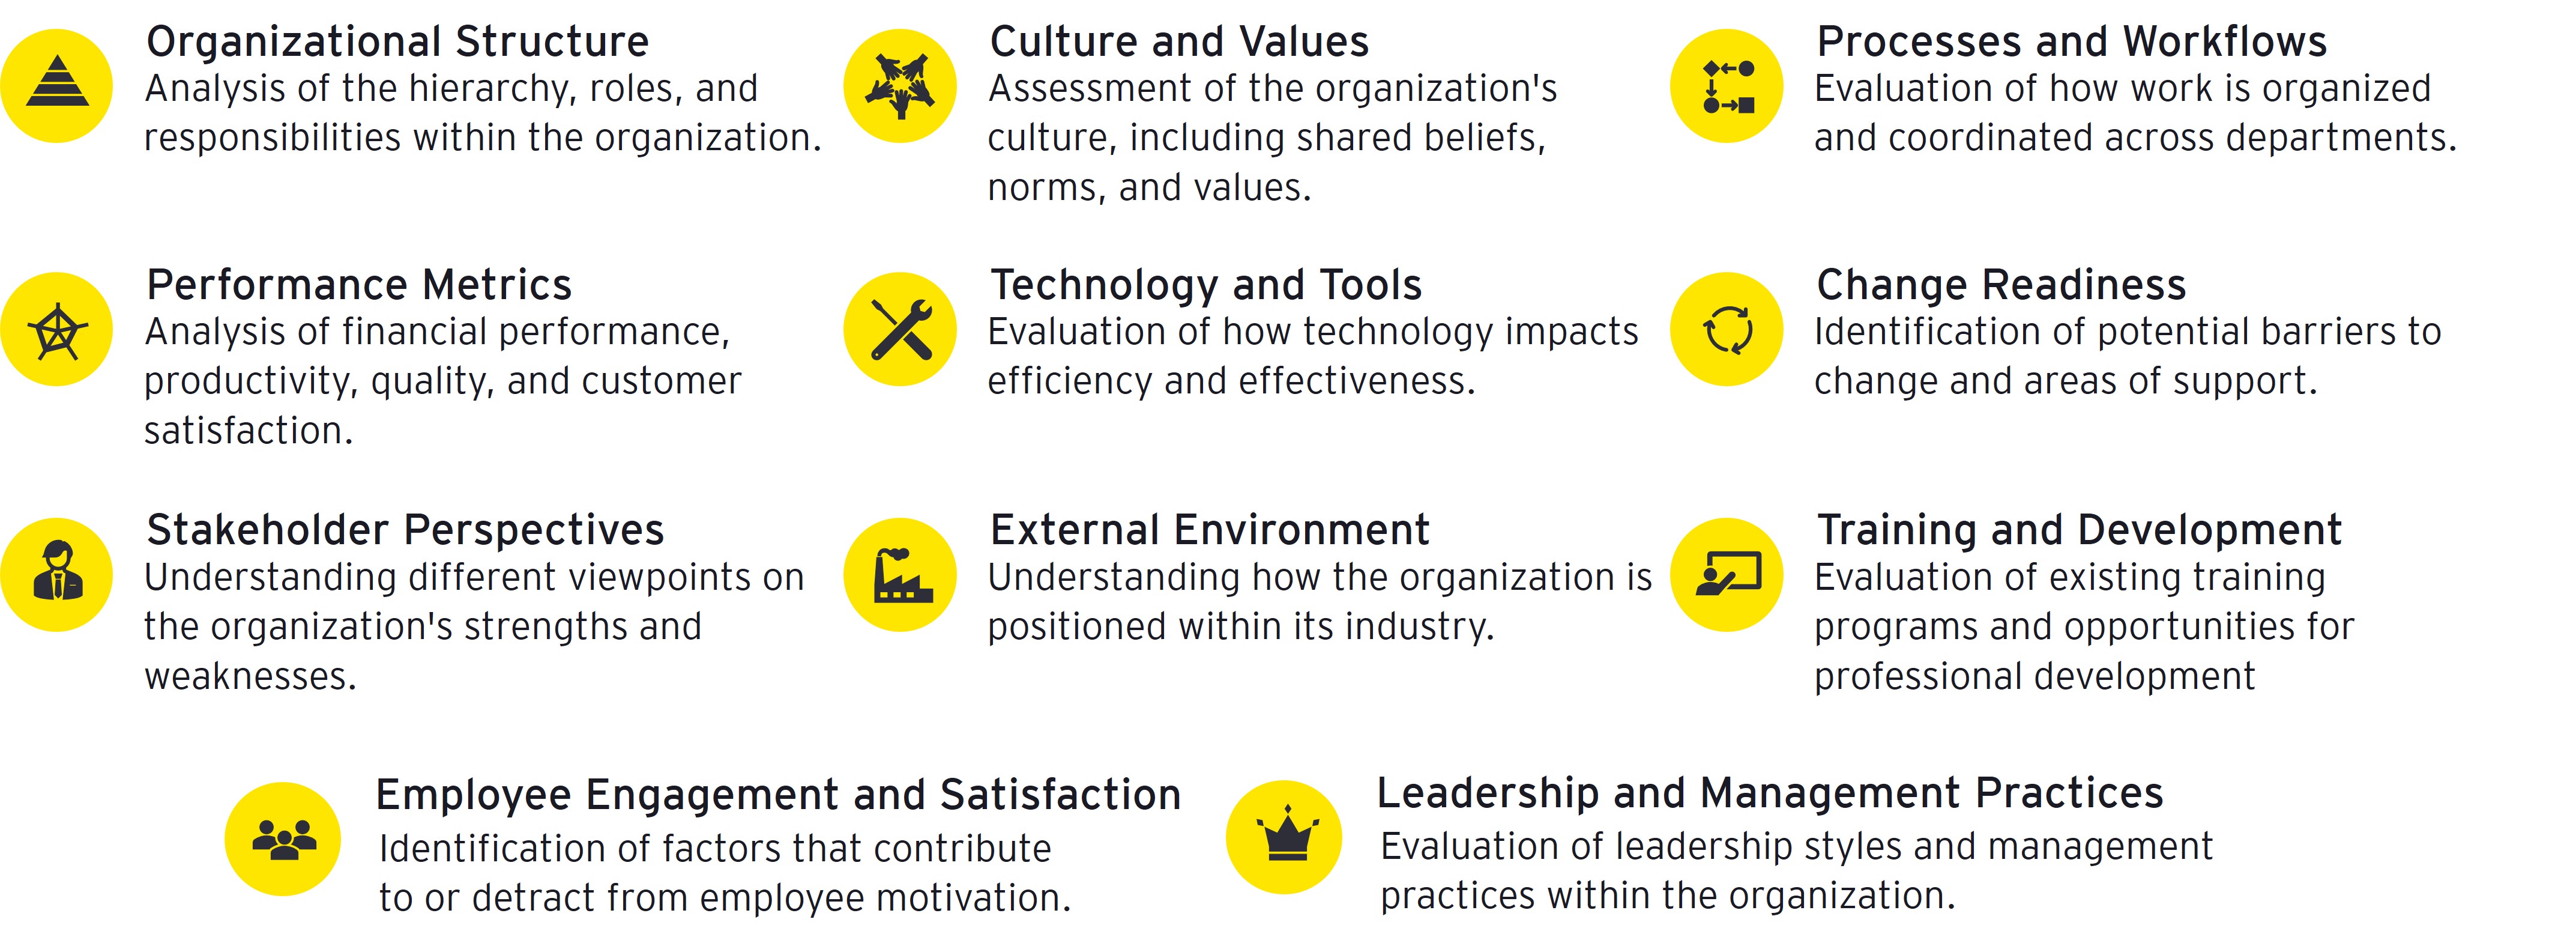 Organizational Structure
Analysis of the hierarchy, roles, and
responsibilities within the organization.
Culture and Values
Assessment of the organization's
culture, including shared beliefs,
norms, and values.
Processes and Workflows
Evaluation of how work is organized
and coordinated across departments.
Performance Metrics
Analysis of financial performance,
productivity, quality, and customer
satisfaction.
Technology and Tools
Evaluation of how technology impacts
efficiency and effectiveness.
Change Readiness
Identification of potential barriers to
change and areas of support.
Stakeholder Perspectives
Understanding different viewpoints on
the organization's strengths and
weaknesses.
External Environment
Understanding how the organization is
positioned within its industry.
Training and Development
Evaluation of existing training
programs and opportunities for
professional development
Employee Engagement and Satisfaction
Identification of factors that contribute
to or detract from employee motivation.
Leadership and Management Practices
Evaluation of leadership styles and management
practices within the organization.